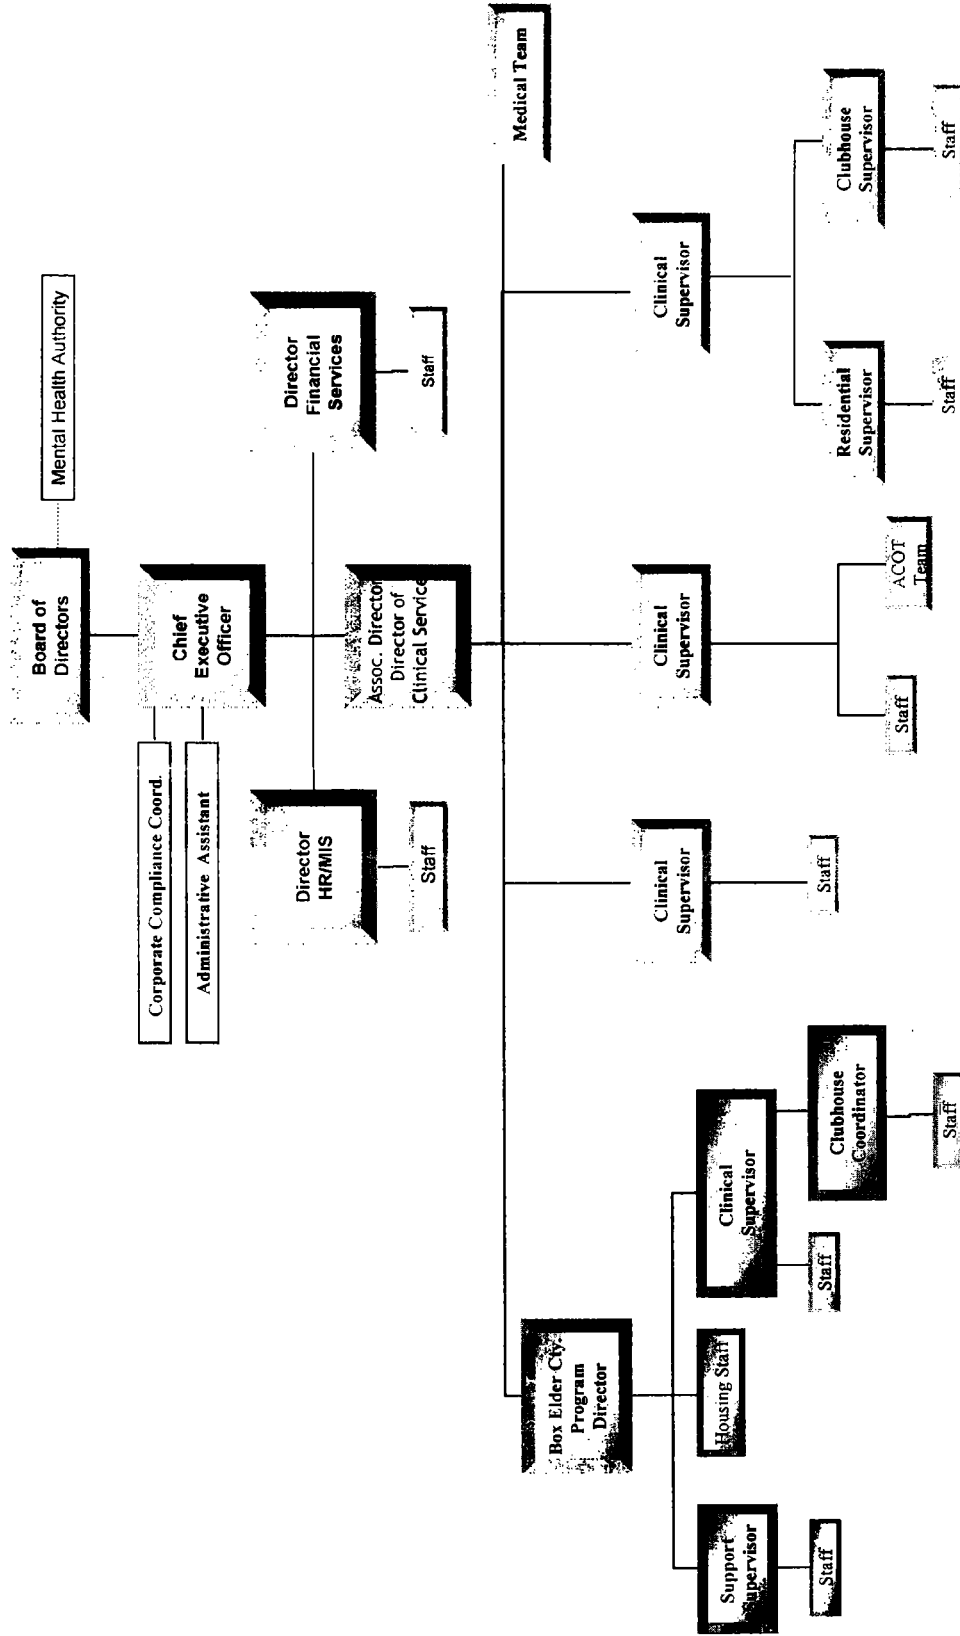 Board of
Directors
Mental Health Authority
Chief
Executive
Officer
Corporate Compliance Coord.
Administrative Assistant
Director
HR/MIS
Staff
Director
Financial
Services
Staff
Assoc. Director
Director of
Clinical Service
Medical Team
Box Elder Cty.
Program
Director
Clinical
Supervisor
Clinical
Supervisor
Clinical
Supervisor
Support
Supervisor
Housing Staff
Clinical
Supervisor
Staff
Staff
Clubhouse
Coordinator
Staff
Staff
Staff
ACOT
Team
Residential
Supervisor
Clubhouse
Supervisor
Staff
Staff